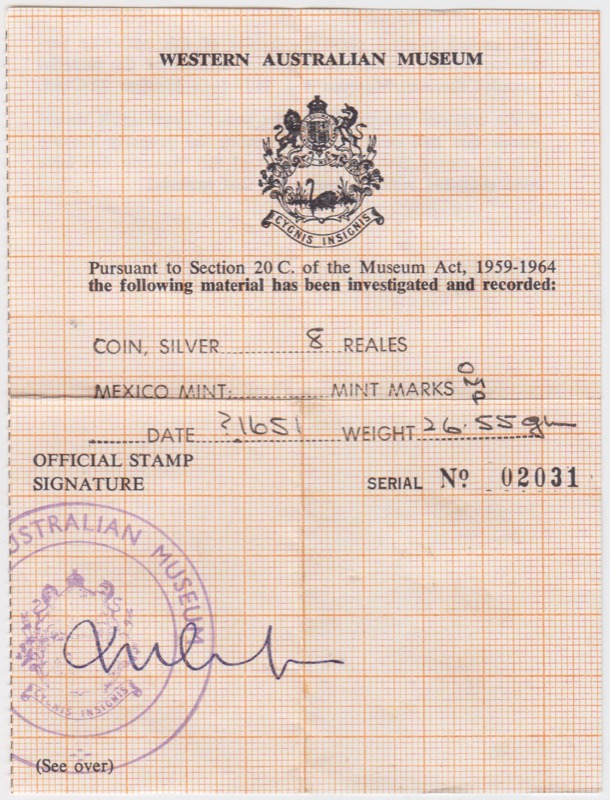 WESTERN AUSTRALIAN MUSEUM
CYGNIS INSIGNIS
Pursuant to Section 20 C. of the Museum Act, 1959-1964
the following material has been investigated and recorded:
COIN, SILVER 8 REALES
MEXICO MINT: MINT MARKS
DATE ?1651 WEIGHT 26.55 gm
OFFICIAL STAMP
SIGNATURE
SERIAL No 02031
AUSTRALIAN MUSEUM
CYGNIS INSIGNIS
(See over)